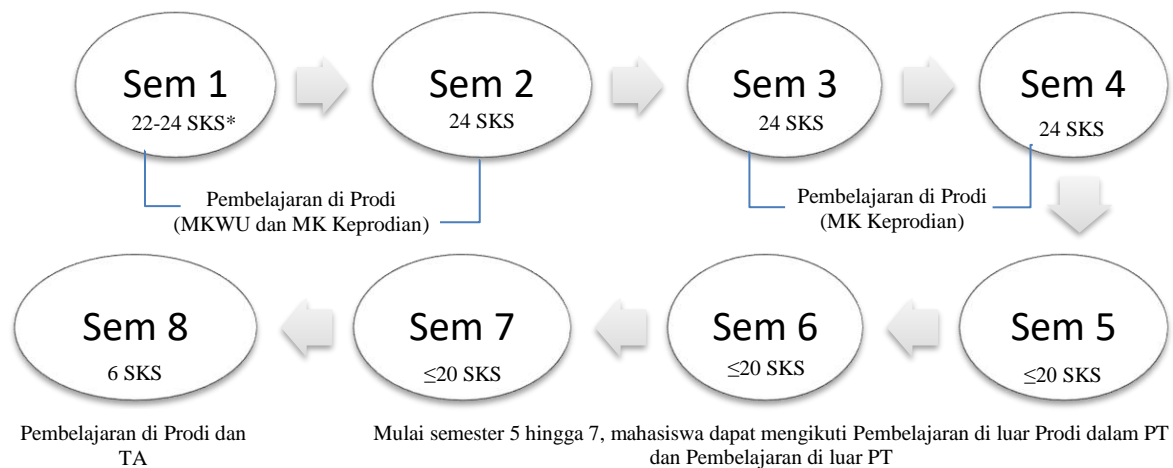 Sem 1
22-24 SKS*
Sem 2
24 SKS
Sem 3
24 SKS
Sem 4
24 SKS
Pembelajaran di Prodi
(MKWU dan MK Keprodian)
Pembelajaran di Prodi
(MK Keprodian)
Sem 8
6 SKS
Sem 7
≤20 SKS
Sem 6
≤20 SKS
Sem 5
≤20 SKS
Pembelajaran di Prodi dan
TA
Mulai semester 5 hingga 7, mahasiswa dapat mengikuti Pembelajaran di luar Prodi dalam PT
dan Pembelajaran di luar PT